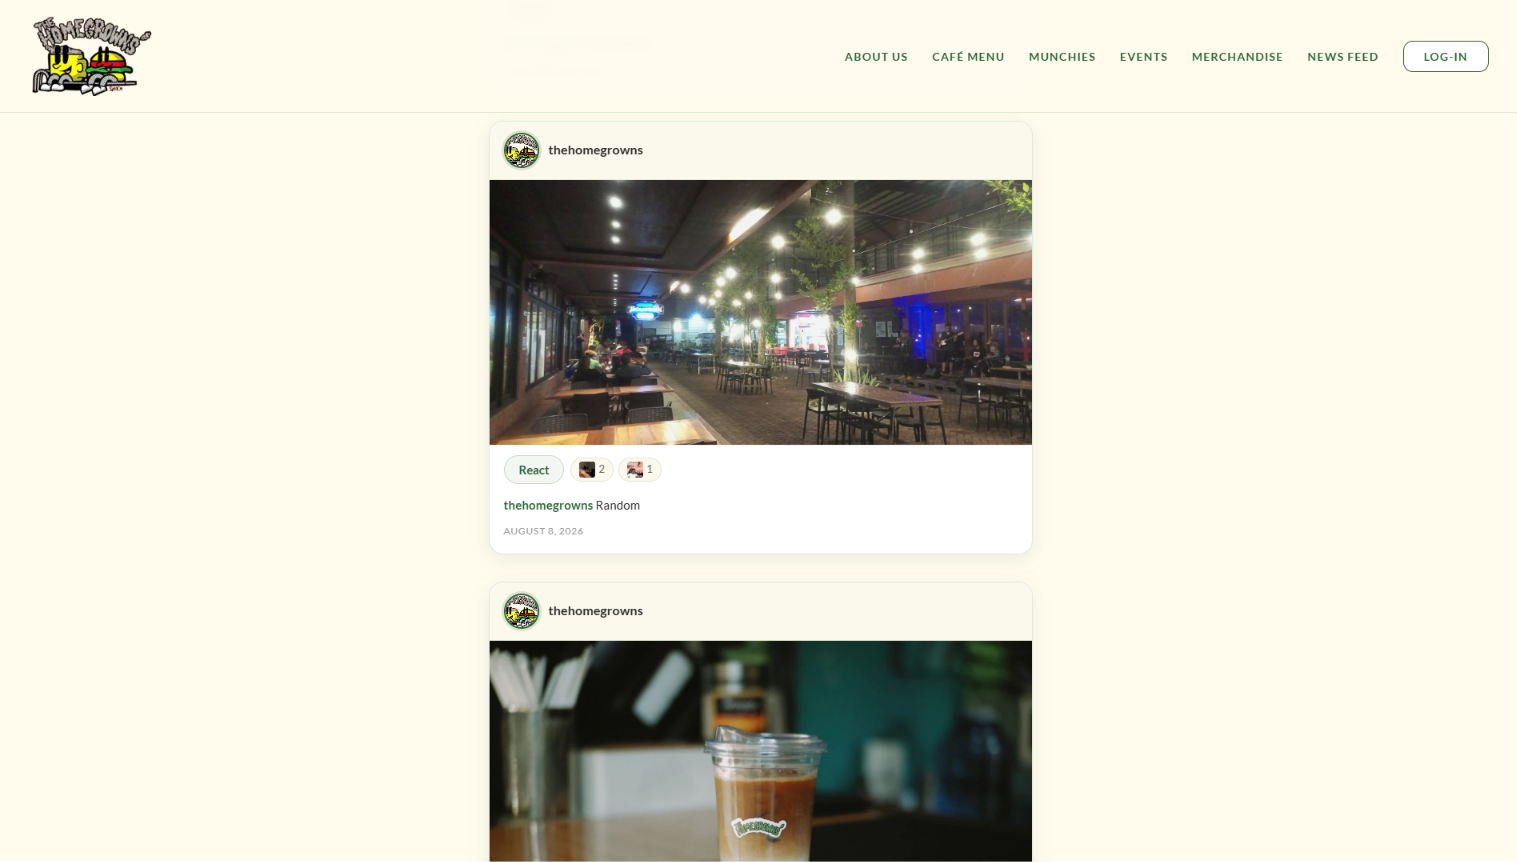 THE HOMEGROWNS
ABOUT US
CAFÉ MENU
MUNCHIES
EVENTS
MERCHANDISE
NEWS FEED
LOG-IN
thehomegrowns
React
2
1
thehomegrowns Random
AUGUST 8, 2026
thehomegrowns
HOMEGROWNS